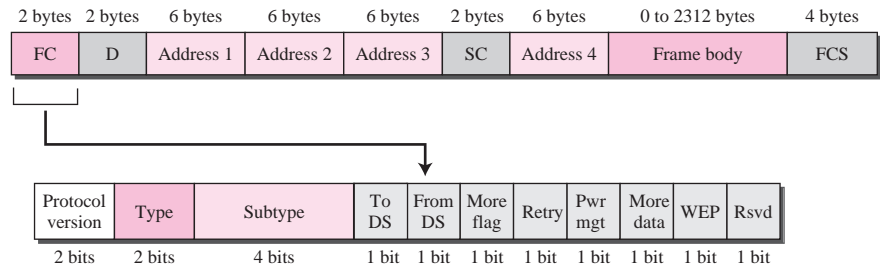 2 bytes 2 bytes 6 bytes 6 bytes 6 bytes 2 bytes 6 bytes 0 to 2312 bytes 4 bytes
FC D Address 1 Address 2 Address 3 SC Address 4 Frame body FCS
Protocol version Type Subtype To DS From DS More flag Retry Pwr mgt More data WEP Rsvd
2 bits 2 bits 4 bits 1 bit 1 bit 1 bit 1 bit 1 bit 1 bit 1 bit 1 bit